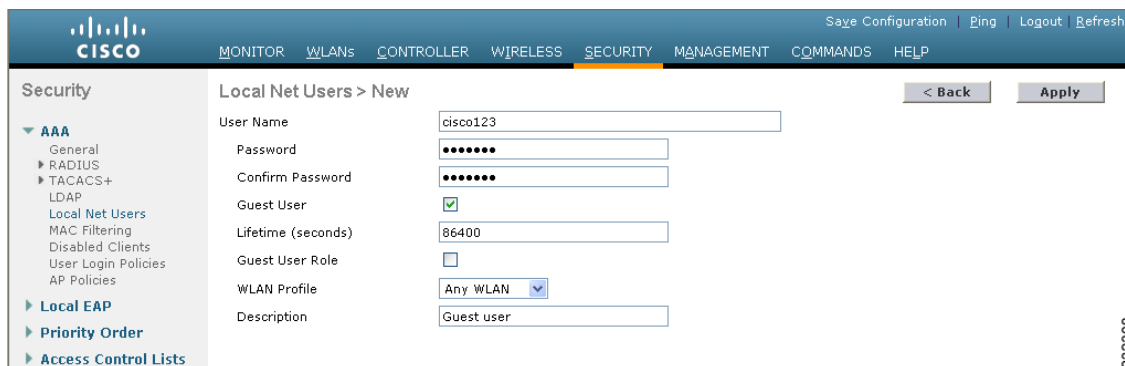 Save Configuration | Ping | Logout | Refresh
CISCO
MONITOR WLANs CONTROLLER WIRELESS SECURITY MANAGEMENT COMMANDS HELP
Security
AAA
General
RADIUS
TACACS+
LDAP
Local Net Users
MAC Filtering
Disabled Clients
User Login Policies
AP Policies
Local EAP
Priority Order
Access Control Lists
Local Net Users > New
< Back
Apply
User Name
cisco123
Password
•••••••
Confirm Password
•••••••
Guest User
Lifetime (seconds)
86400
Guest User Role
WLAN Profile
Any WLAN
Description
Guest user